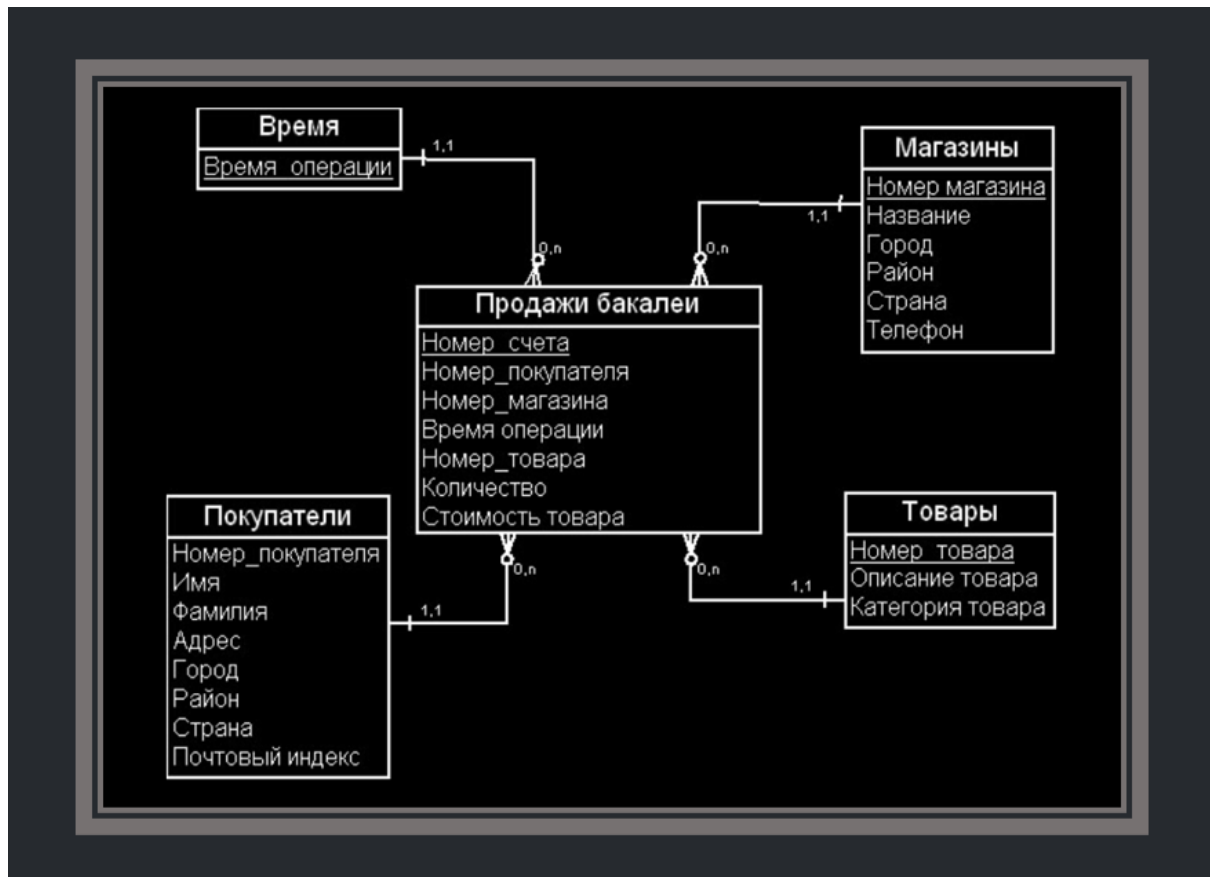 Время
Время_операции
1,1
0,n
Магазины
Номер магазина
Название
Город
Район
Страна
Телефон
1,1
0,n
Продажи бакалеи
Номер_счета
Номер_покупателя
Номер_магазина
Время операции
Номер_товара
Количество
Стоимость товара
Покупатели
Номер_покупателя
Имя
Фамилия
Адрес
Город
Район
Страна
Почтовый индекс
1,1
0,n
Товары
Номер_товара
Описание товара
Категория товара
1,1
0,n